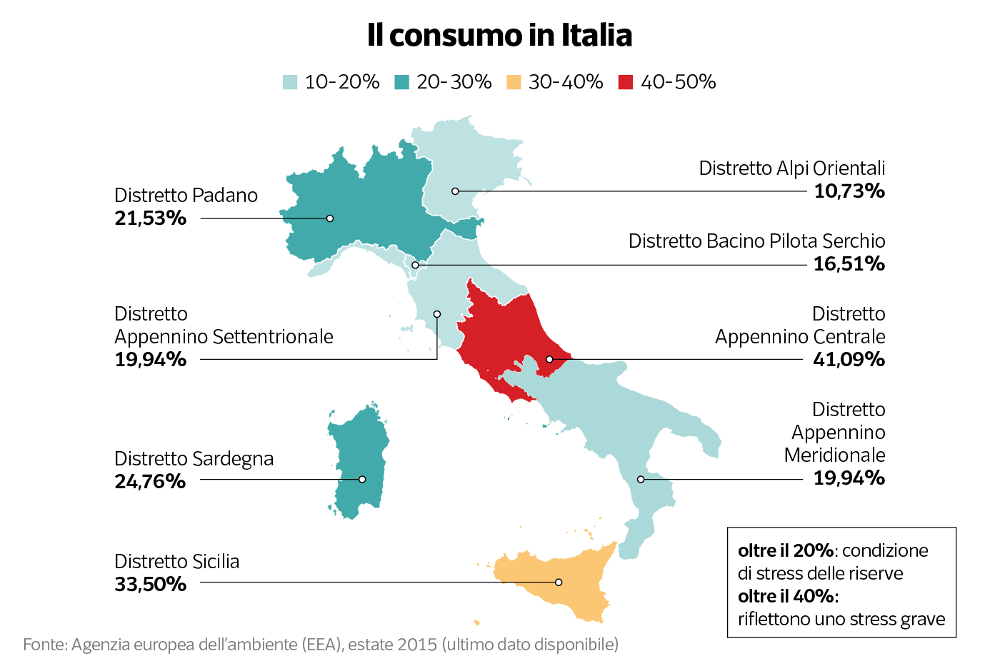 Il consumo in Italia
10-20%
20-30%
30-40%
40-50%
Distretto Alpi Orientali
10,73%
Distretto Padano
21,53%
Distretto Bacino Pilota Serchio
16,51%
Distretto
Appennino Settentrionale
19,94%
Distretto
Appennino Centrale
41,09%
Distretto
Appennino
Meridionale
19,94%
Distretto Sardegna
24,76%
Distretto Sicilia
33,50%
oltre il 20%: condizione
di stress delle riserve
oltre il 40%:
riflettono uno stress grave
Fonte: Agenzia europea dell'ambiente (EEA), estate 2015 (ultimo dato disponibile)